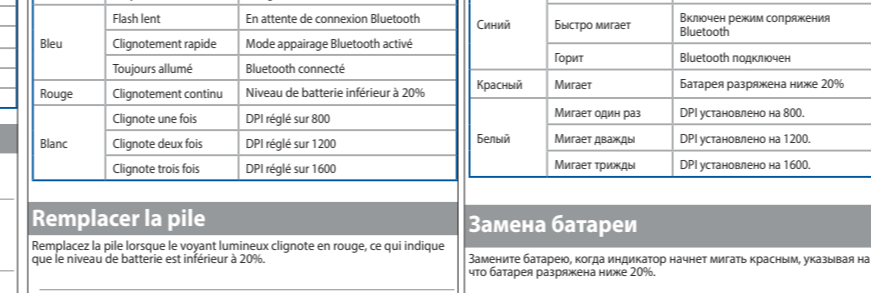 Bleu
Flash lent
En attente de connexion Bluetooth
Clignotement rapide
Mode appairage Bluetooth activé
Toujours allumé
Bluetooth connecté
Rouge
Clignotement continu
Niveau de batterie inférieur à 20%
Blanc
Clignote une fois
DPI réglé sur 800
Clignote deux fois
DPI réglé sur 1200
Clignote trois fois
DPI réglé sur 1600
Remplacer la pile
Remplacez la pile lorsque le voyant lumineux clignote en rouge, ce qui indique
que le niveau de batterie est inférieur à 20%.
Синий
Быстро мигает
Включен режим сопряжения
Bluetooth
Горит
Bluetooth подключен
Красный
Мигает
Батарея разряжена ниже 20%
Белый
Мигает один раз
DPI установлено на 800.
Мигает дважды
DPI установлено на 1200.
Мигает трижды
DPI установлено на 1600.
Замена батареи
Замените батарею, когда индикатор начнет мигать красным, указывая на
что батарея разряжена ниже 20%.